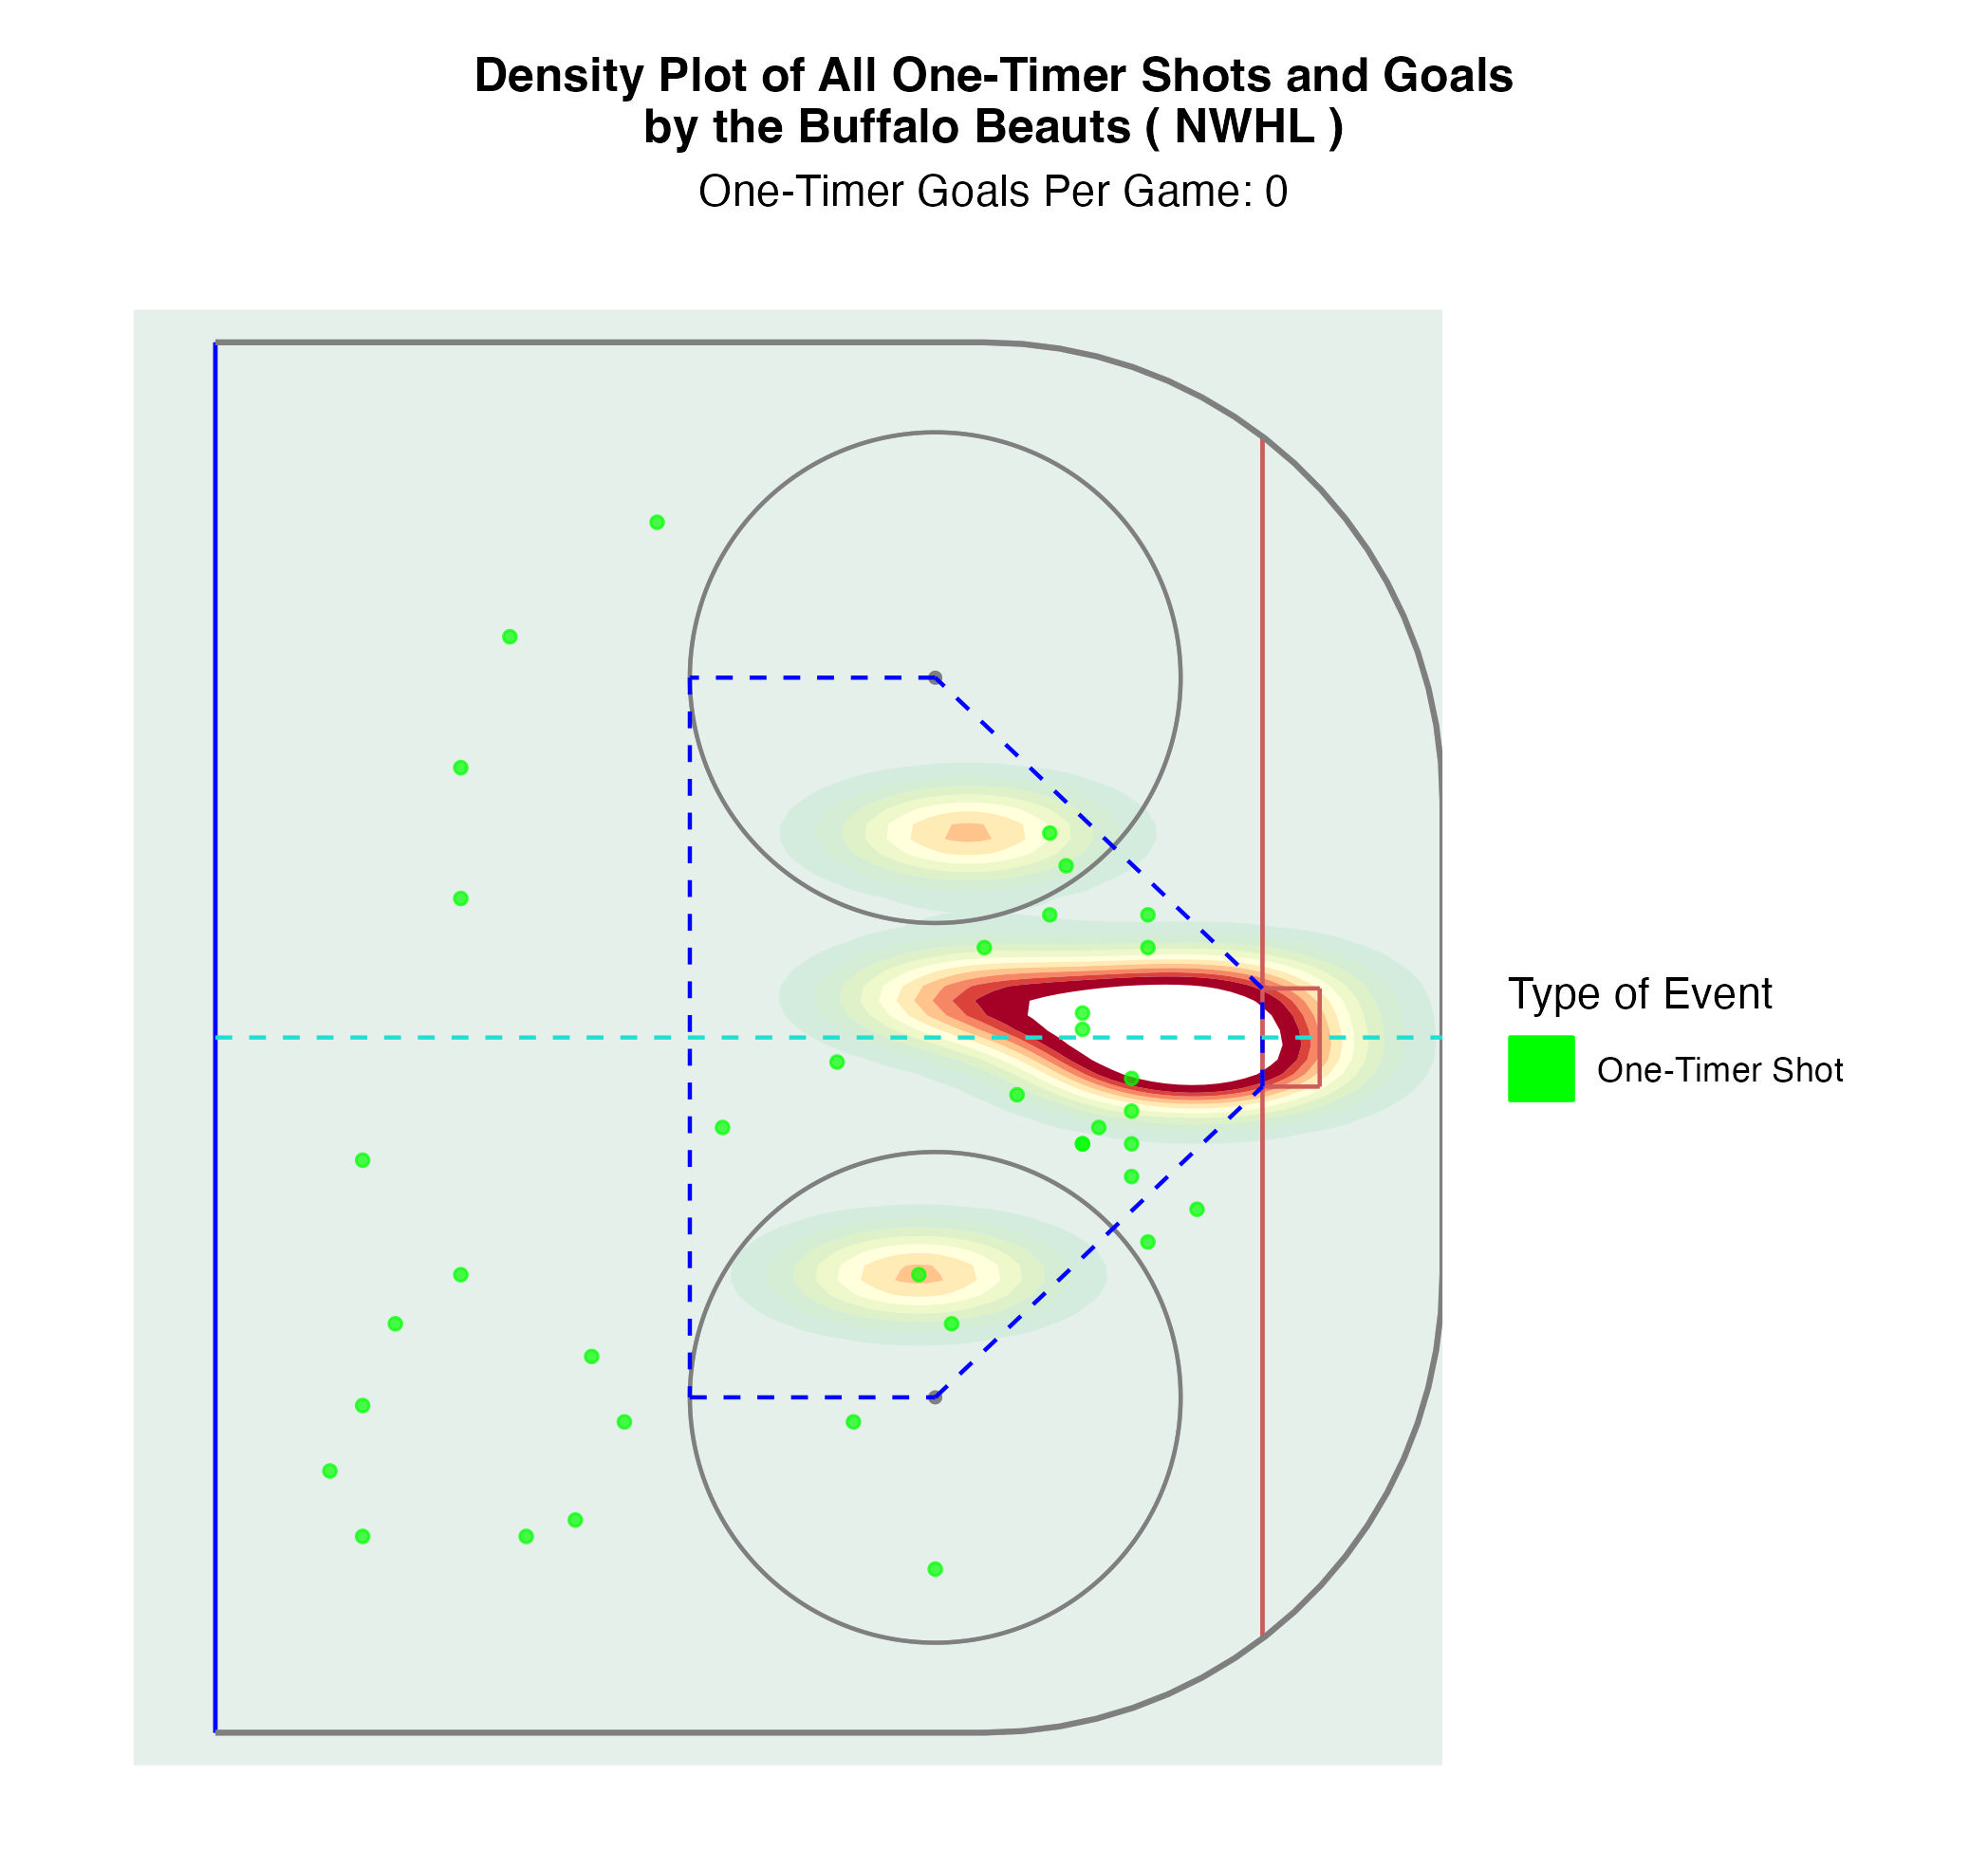 Density Plot of All One-Timer Shots and Goals
by the Buffalo Beauts ( NWHL )
One-Timer Goals Per Game: 0
Type of Event
One-Timer Shot